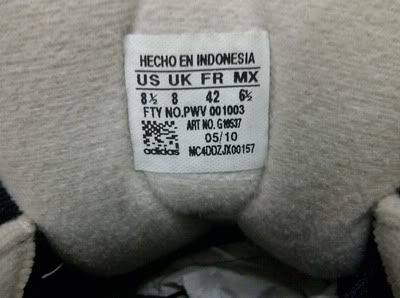 HECHO EN INDONESIA
US UK FR MX
8½ 8 42 6½
FTY NO.PWV 001003
ART NO. G16537
05/10
adidas NC4DDZJX00157